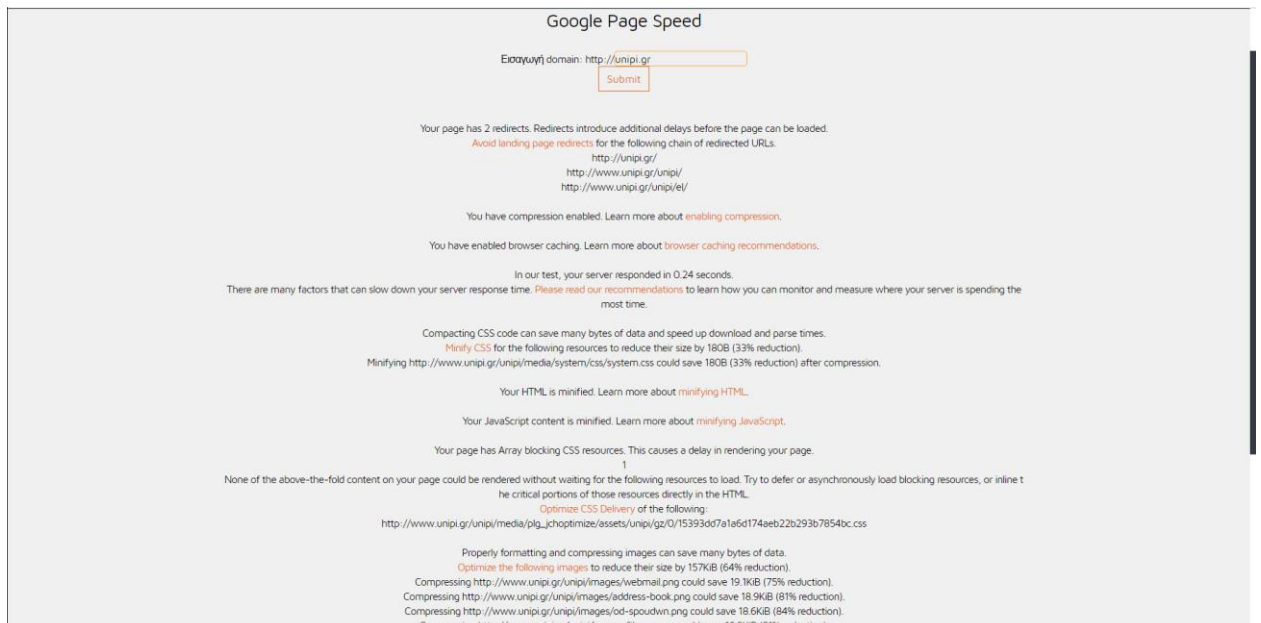 Google Page Speed
Εισαγωγή domain: http://unipi.gr
Submit
Your page has 2 redirects. Redirects introduce additional delays before the page can be loaded.
Avoid landing page redirects for the following chain of redirected URLs.
http://unipi.gr/
http://www.unipi.gr/unipi/
http://www.unipi.gr/unipi/el/
You have compression enabled. Learn more about enabling compression.
You have enabled browser caching. Learn more about browser caching recommendations.
In our test, your server responded in 0.24 seconds.
There are many factors that can slow down your server response time. Please read our recommendations to learn how you can monitor and measure where your server is spending the
most time.
Compacting CSS code can save many bytes of data and speed up download and parse times.
Minify CSS for the following resources to reduce their size by 180B (33% reduction).
Minifying http://www.unipi.gr/unipi/media/system/css/system.css could save 180B (33% reduction) after compression.
Your HTML is minified. Learn more about minifying HTML.
Your JavaScript content is minified. Learn more about minifying JavaScript.
Your page has Array blocking CSS resources. This causes a delay in rendering your page.
1
None of the above-the-fold content on your page could be rendered without waiting for the following resources to load. Try to defer or asynchronously load blocking resources, or inline t
he critical portions of those resources directly in the HTML.
Optimize CSS Delivery of the following:
http://www.unipi.gr/unipi/media/plg_jchoptimize/assets/unipi/gz/0/15393dd7a1a6d174aeb22b293b7854bc.css
Properly formatting and compressing images can save many bytes of data.
Optimize the following images to reduce their size by 157KiB (64% reduction).
Compressing http://www.unipi.gr/unipi/images/webmail.png could save 19.1KiB (75% reduction).
Compressing http://www.unipi.gr/unipi/images/address-book.png could save 18.9KiB (81% reduction).
Compressing http://www.unipi.gr/unipi/images/od-spoudwn.png could save 18.6KiB (84% reduction).